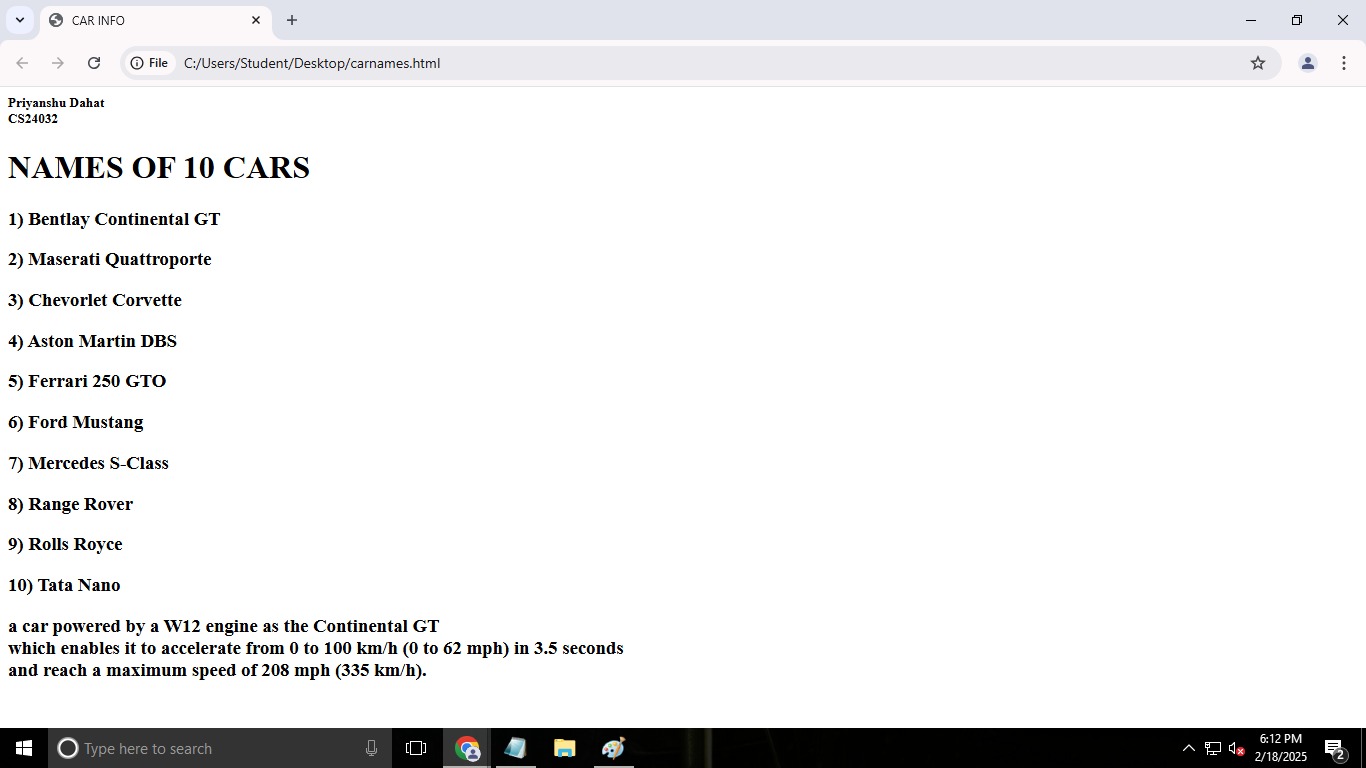 CAR INFO
File
C:/Users/Student/Desktop/carnames.html
Priyanshu Dahat
CS24032
NAMES OF 10 CARS
1) Bentlay Continental GT
2) Maserati Quattroporte
3) Chevorlet Corvette
4) Aston Martin DBS
5) Ferrari 250 GTO
6) Ford Mustang
7) Mercedes S-Class
8) Range Rover
9) Rolls Royce
10) Tata Nano
a car powered by a W12 engine as the Continental GT
which enables it to accelerate from 0 to 100 km/h (0 to 62 mph) in 3.5 seconds
and reach a maximum speed of 208 mph (335 km/h).
Type here to search
6:12 PM
2/18/2025
2